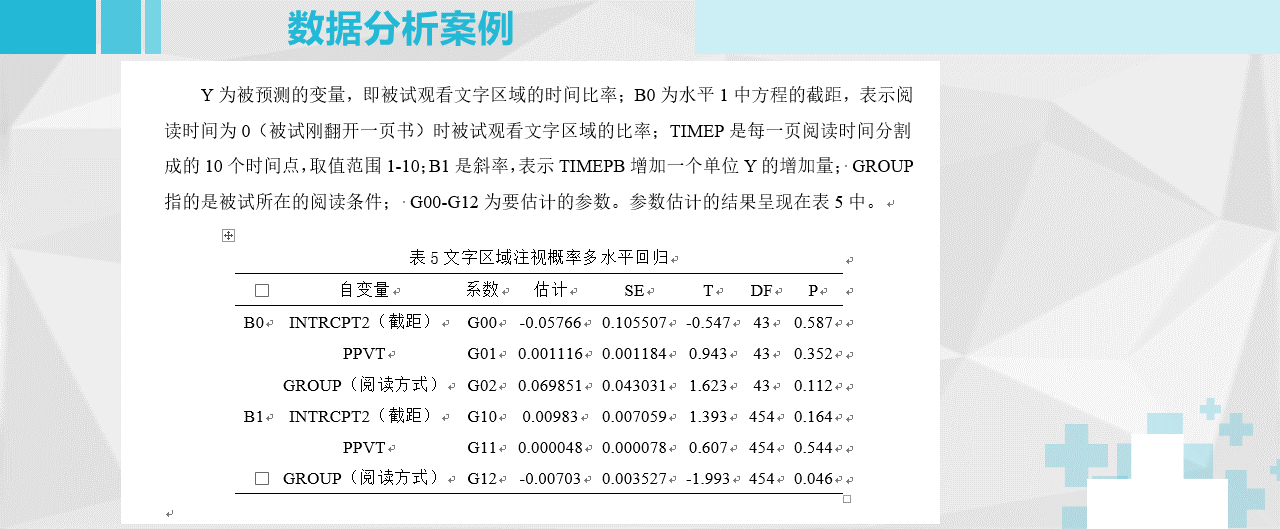 数据分析案例
Y 为被预测的变量，即被试观看文字区域的时间比率；B0 为水平 1 中方程的截距，表示阅
读时间为 0（被试刚翻开一页书）时被试观看文字区域的比率；TIMEP 是每一页阅读时间分割
成的 10 个时间点，取值范围 1-10；B1 是斜率，表示 TIMEPB 增加一个单位 Y 的增加量； GROUP
指的是被试所在的阅读条件； G00-G12 为要估计的参数。参数估计的结果呈现在表 5 中。
表 5 文字区域注视概率多水平回归
自变量 系数 估计 SE T DF P
B0 INTRCPT2（截距） G00 -0.05766 0.105507 -0.547 43 0.587
PPVT G01 0.001116 0.001184 0.943 43 0.352
GROUP（阅读方式） G02 0.069851 0.043031 1.623 43 0.112
B1 INTRCPT2（截距） G10 0.00983 0.007059 1.393 454 0.164
PPVT G11 0.000048 0.000078 0.607 454 0.544
GROUP（阅读方式） G12 -0.00703 0.003527 -1.993 454 0.046